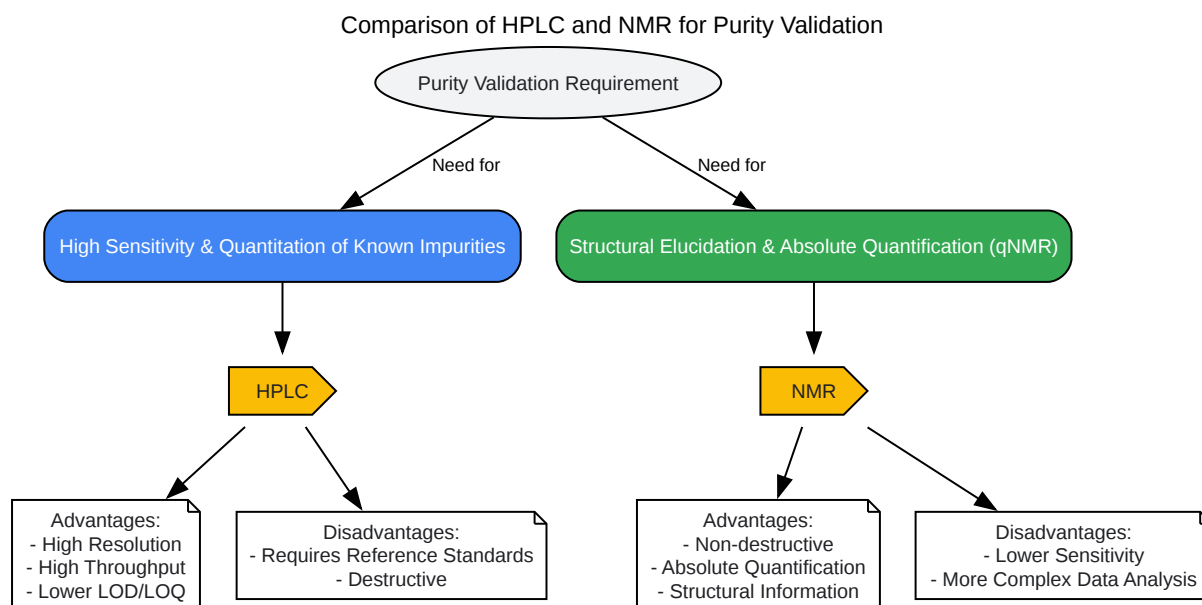 Comparison of HPLC and NMR for Purity Validation
Purity Validation Requirement
Need for
Need for
High Sensitivity & Quantitation of Known Impurities
Structural Elucidation & Absolute Quantification (qNMR)
HPLC
NMR
Advantages:
- High Resolution
- High Throughput
- Lower LOD/LOQ
Disadvantages:
- Requires Reference Standards
- Destructive
Advantages:
- Non-destructive
- Absolute Quantification
- Structural Information
Disadvantages:
- Lower Sensitivity
- More Complex Data Analysis